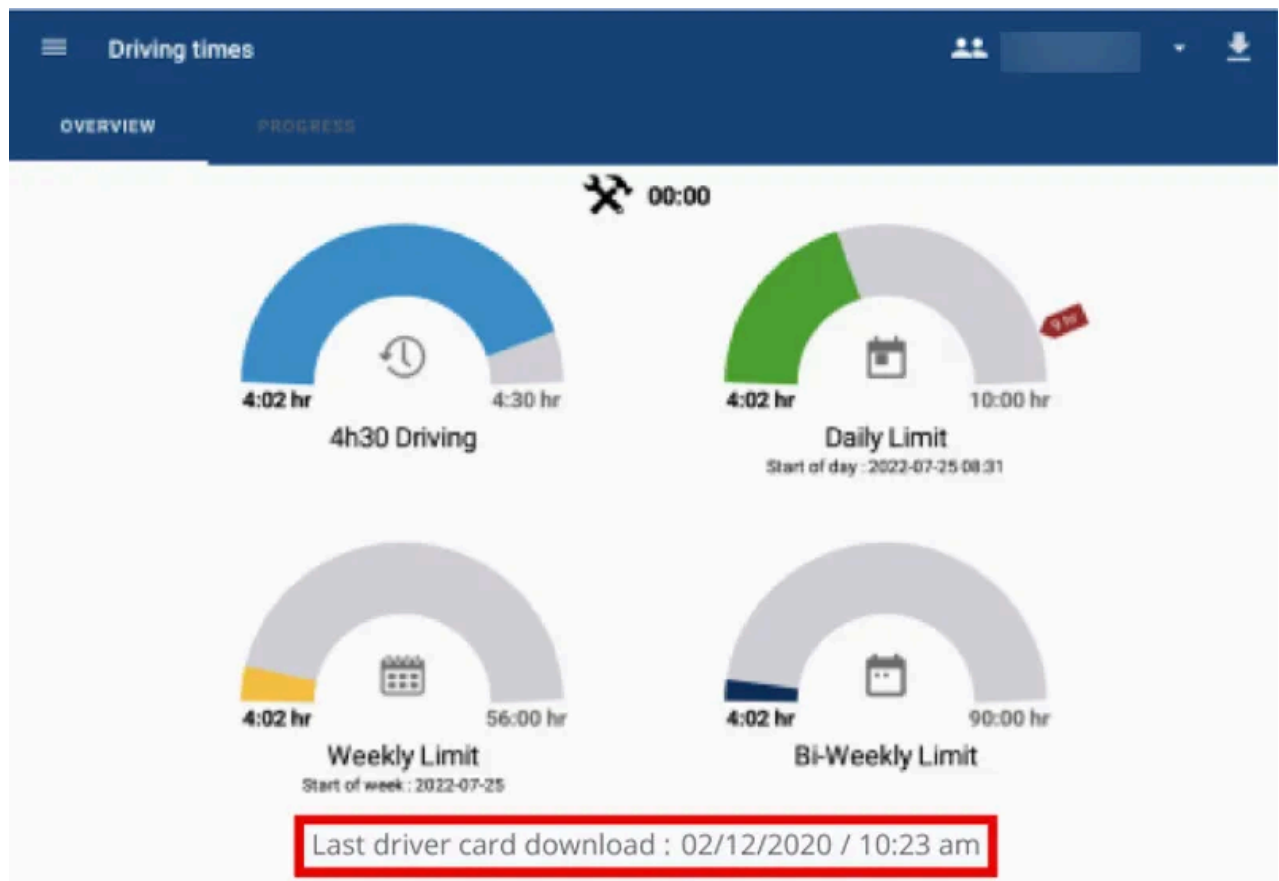 Driving times
OVERVIEW
PROGRESS
00:00
9 hr
4:02 hr
4:30 hr
4h30 Driving
4:02 hr
10:00 hr
Daily Limit
Start of day : 2022-07-25 08:31
4:02 hr
56:00 hr
Weekly Limit
Start of week : 2022-07-25
4:02 hr
90:00 hr
Bi-Weekly Limit
Last driver card download : 02/12/2020 / 10:23 am